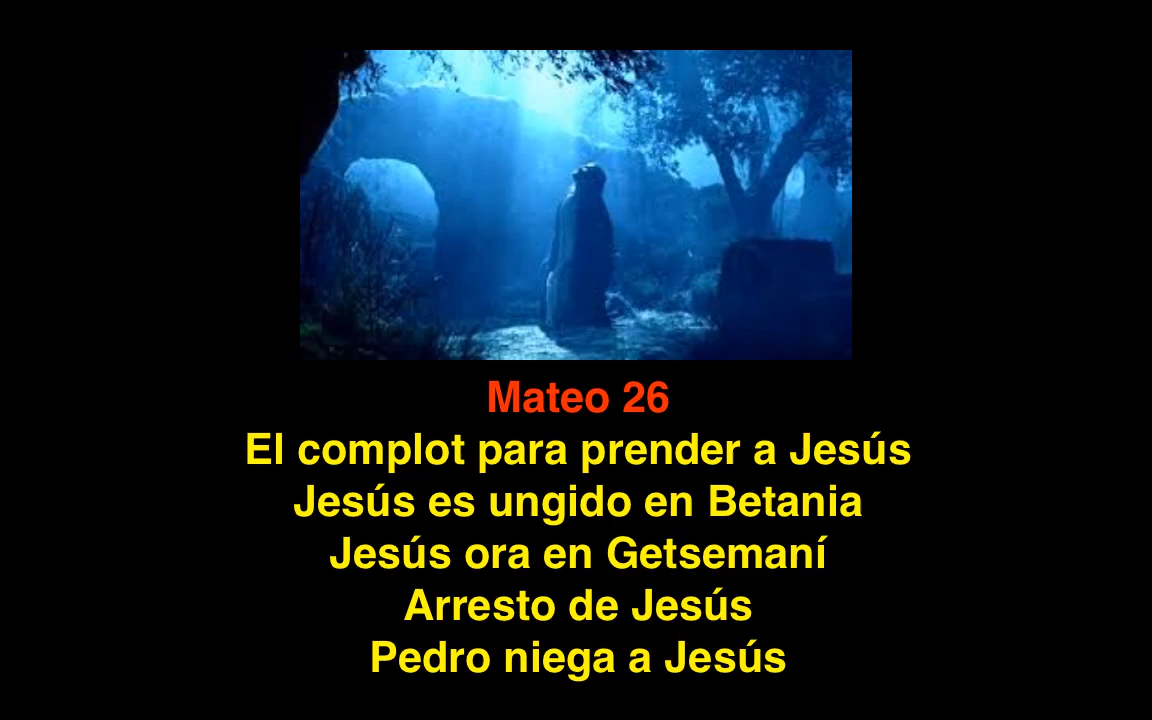 Mateo 26
El complot para prender a Jesús
Jesús es ungido en Betania
Jesús ora en Getsemaní
Arresto de Jesús
Pedro niega a Jesús